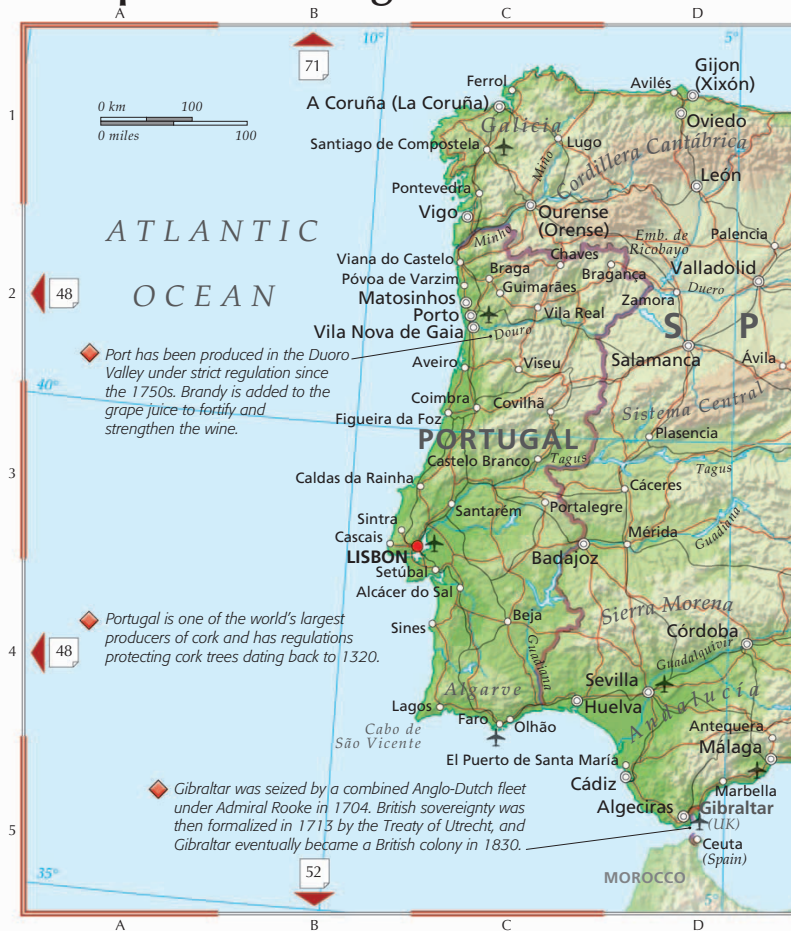 A
B
C
D
10°
71
1
0 km 100
0 miles 100
Ferrol
A Coruña (La Coruña)
Galicia
Santiago de Compostela
Lugo
Miño
Cordillera Cantábrica
Avilés
Gijon
(Xixón)
Oviedo
León
Pontevedra
Vigo
Ourense
(Orense)
Minho
ATLANTIC
OCEAN
2
48
Viana do Castelo
Póvoa de Varzim
Matosinhos
Porto
Vila Nova de Gaia
Braga
Guimarães
Chaves
Bragança
Vila Real
Emb. de
Ricobayo
Palencia
Valladolid
Zamora
Duero
Douro
S P
Salamanca
Ávila
Port has been produced in the Duoro
Valley under strict regulation since
the 1750s. Brandy is added to the
grape juice to fortify and
strengthen the wine.
Aveiro
Viseu
Coimbra
Covilhã
Figueira da Foz
Sistema Central
Plasencia
40°
PORTUGAL
Castelo Branco
Tagus
Tagus
3
Caldas da Rainha
Cáceres
Santarém
Portalegre
Sintra
Cascais
LISBON
Setúbal
Badajoz
Mérida
Guadiana
Alcácer do Sal
Portugal is one of the world's largest
producers of cork and has regulations
protecting cork trees dating back to 1320.
4
48
Sines
Beja
Guadiana
Sierra Morena
Córdoba
Guadalquivir
Sevilla
Huelva
Andalucía
Algarve
Lagos
Faro
Olhão
Cabo de
São Vicente
Antequera
Málaga
El Puerto de Santa María
Cádiz
Marbella
Algeciras
Gibraltar
(UK)
Ceuta
(Spain)
Gibraltar was seized by a combined Anglo-Dutch fleet
under Admiral Rooke in 1704. British sovereignty was
then formalized in 1713 by the Treaty of Utrecht, and
Gibraltar eventually became a British colony in 1830.
5
35°
52
MOROCCO
5°
5°
A
B
C
D